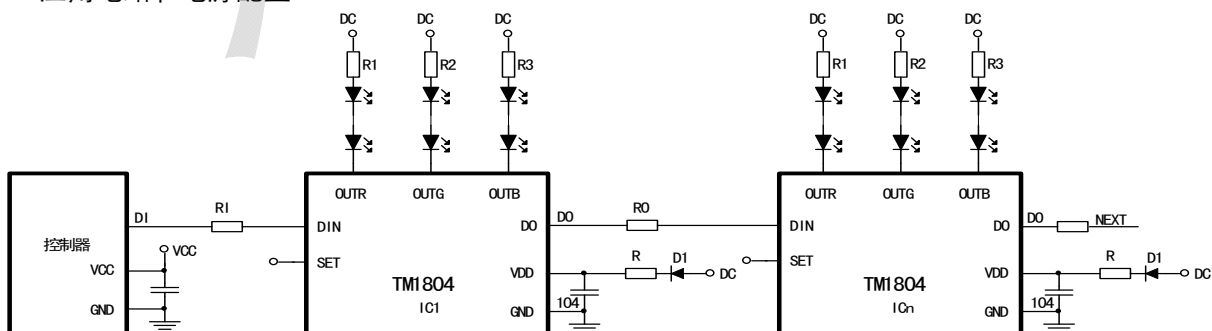 DC DC DC DC DC DC
R1 R2 R3 R1 R2 R3
OUTR OUTG OUTB OUTR OUTG OUTB
DI RI DIN DO DO RO DIN DO DO NEXT
控制器 VCC SET SET
VCC VDD R D1 DC VDD R D1 DC
TM1804 TM1804
GND IC1 GND 104 ICn GND 104